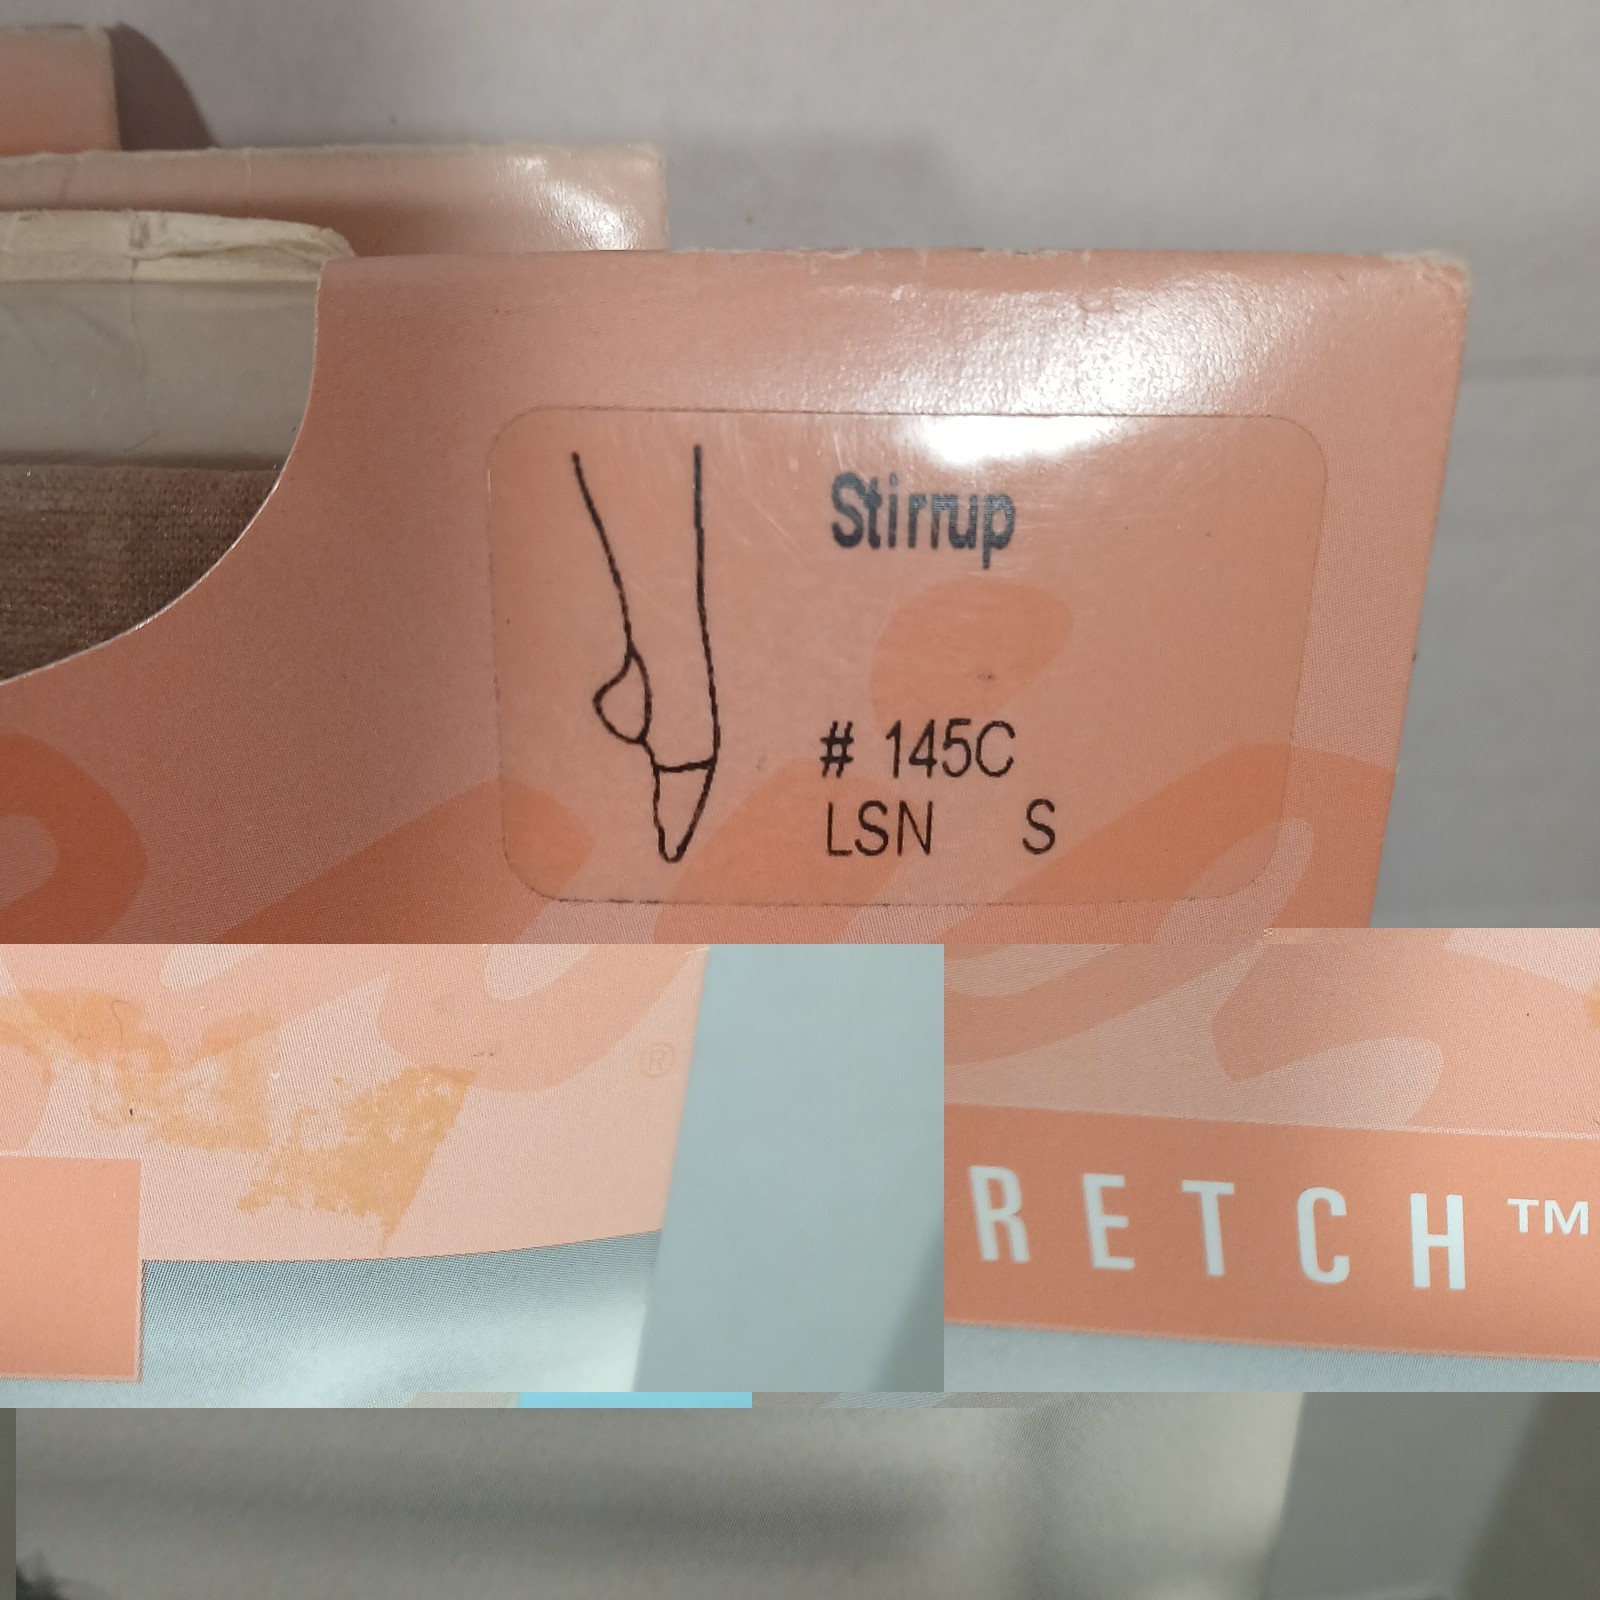 Stirrup
# 145C
LSN S
®
RETCH™